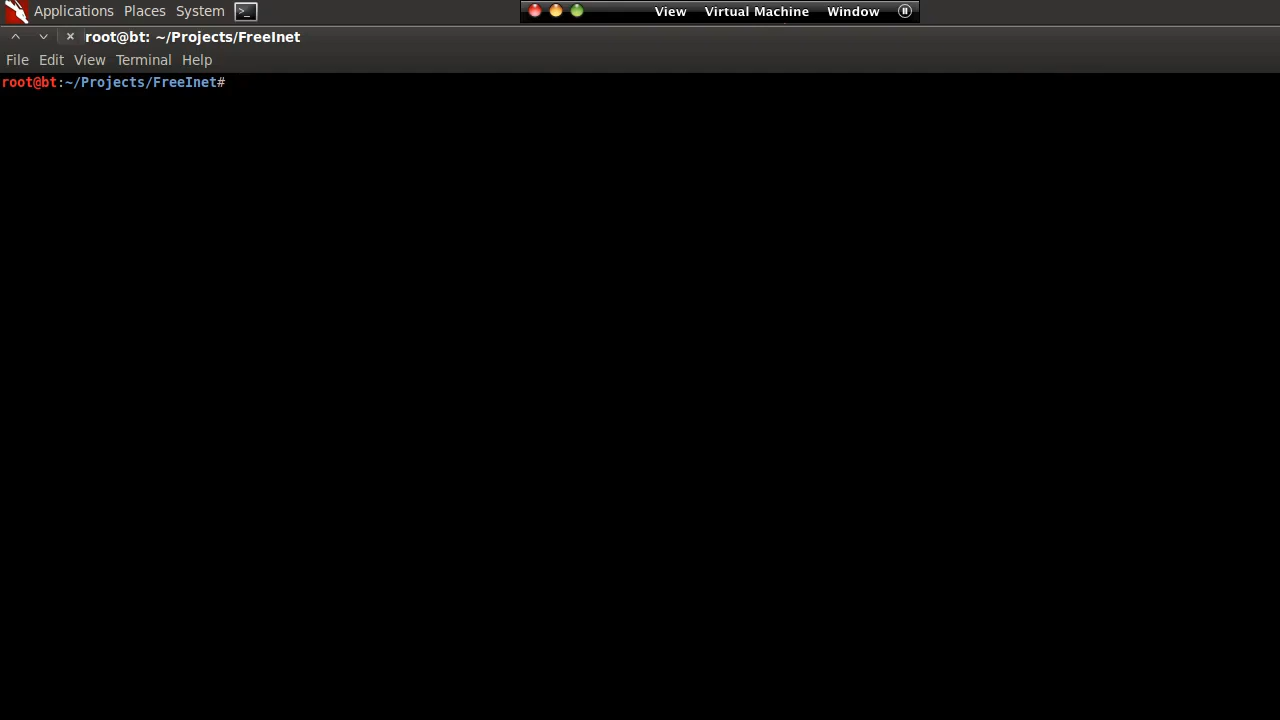 Applications Places System >_ View Virtual Machine Window
root@bt: ~/Projects/FreeInet
File Edit View Terminal Help
root@bt:~/Projects/FreeInet#